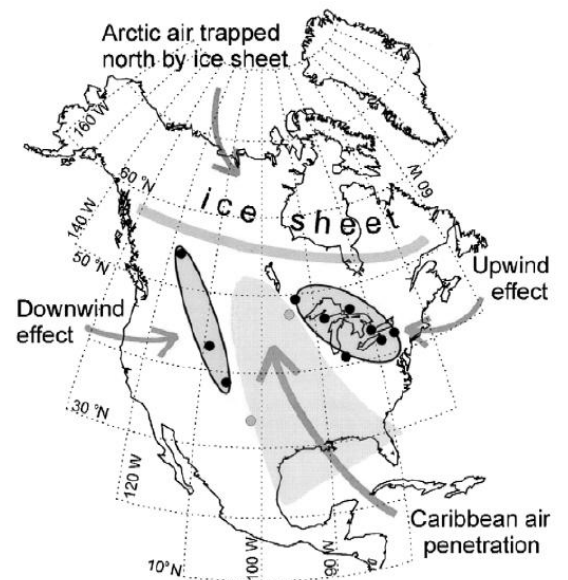 Arctic air trapped
north by ice sheet
160 W
60 °N
ice sheet
60 W
140 W
50 °N
Upwind
effect
Downwind
effect
30 °N
120 W
Caribbean air
penetration
100 W
90 W
10°N